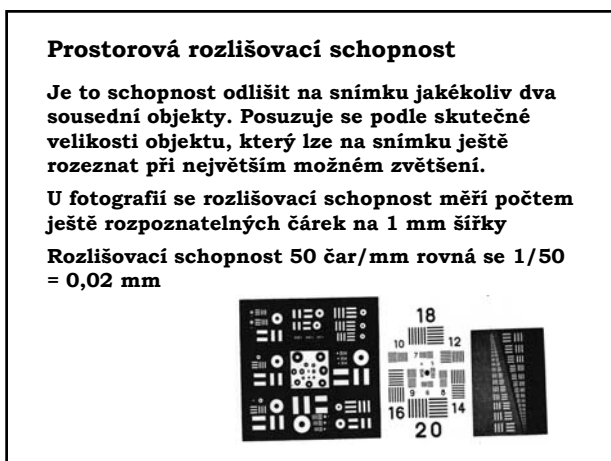 Prostorová rozlišovací schopnost
Je to schopnost odlišit na snímku jakékoliv dva
sousední objekty. Posuzuje se podle skutečné
velikosti objektu, který lze na snímku ještě
rozeznat při největším možném zvětšení.
U fotografií se rozlišovací schopnost měří počtem
ještě rozpoznatelných čárek na 1 mm šířky
Rozlišovací schopnost 50 čar/mm rovná se 1/50
= 0,02 mm
18
10 12
7
9 8
16 14
20